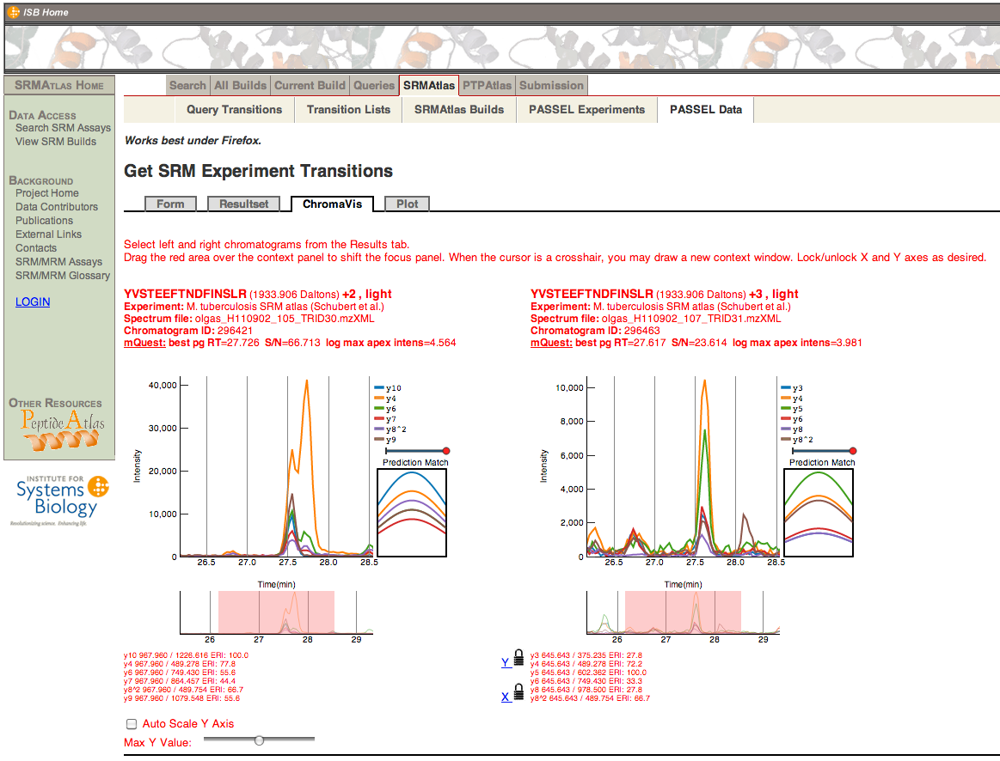 ISB Home
SRMAtlas Home
Search All Builds Current Build Queries SRMAtlas PTPAtlas Submission
Query Transitions Transition Lists SRMAtlas Builds PASSEL Experiments PASSEL Data
Data Access
Search SRM Assays
View SRM Builds
Background
Project Home
Data Contributors
Publications
External Links
Contacts
SRM/MRM Assays
SRM/MRM Glossary
LOGIN
Other Resources
Peptide Atlas
INSTITUTE FOR
Systems
Biology
Revolutionizing science. Enhancing life.
Works best under Firefox.
Get SRM Experiment Transitions
Form Resultset ChromaVis Plot
Select left and right chromatograms from the Results tab.
Drag the red area over the context panel to shift the focus panel. When the cursor is a crosshair, you may draw a new context window. Lock/unlock X and Y axes as desired.
YVSTEEFTNDFINSLR (1933.906 Daltons) +2 , light
Experiment: M. tuberculosis SRM atlas (Schubert et al.)
Spectrum file: olgas_H110902_105_TRID30.mzXML
Chromatogram ID: 296421
mQuest: best pg RT=27.726 S/N=66.713 log max apex intens=4.564
40,000
30,000
20,000
10,000
0
Intensity
26.5 27.0 27.5 28.0 28.5
y10
y4
y6
y7
y8^2
y9
Prediction Match
Time(min)
26 27 28 29
y10 967.960 / 1226.616 ERI: 100.0
y4 967.960 / 489.278 ERI: 77.8
y6 967.960 / 749.430 ERI: 55.6
y7 967.960 / 864.457 ERI: 44.4
y8^2 967.960 / 489.754 ERI: 66.7
y9 967.960 / 1079.548 ERI: 55.6
YVSTEEFTNDFINSLR (1933.906 Daltons) +3 , light
Experiment: M. tuberculosis SRM atlas (Schubert et al.)
Spectrum file: olgas_H110902_107_TRID31.mzXML
Chromatogram ID: 296463
mQuest: best pg RT=27.617 S/N=23.614 log max apex intens=3.981
10,000
8,000
6,000
4,000
2,000
0
Intensity
26.5 27.0 27.5 28.0 28.5
y3
y4
y5
y6
y8
y8^2
Prediction Match
Time(min)
26 27 28 29
Y
X
y3 645.643 / 375.235 ERI: 27.8
y4 645.643 / 489.278 ERI: 72.2
y5 645.643 / 602.362 ERI: 100.0
y6 645.643 / 749.430 ERI: 33.3
y8 645.643 / 978.500 ERI: 27.8
y8^2 645.643 / 489.754 ERI: 66.7
Auto Scale Y Axis
Max Y Value: